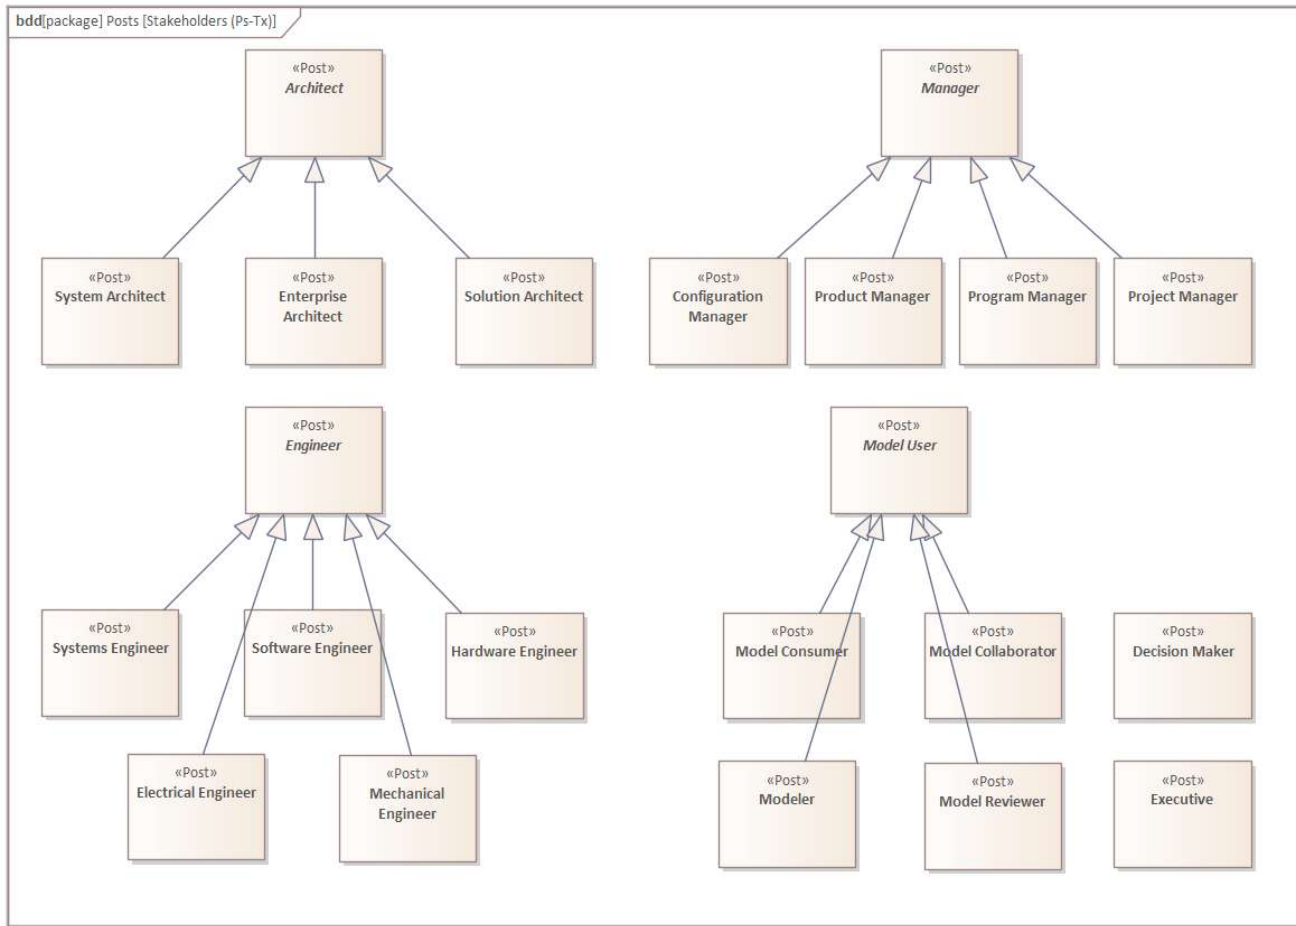 bdd[package] Posts [Stakeholders (Ps-Tx)]
«Post»
Architect
«Post»
Manager
«Post»
System Architect
«Post»
Enterprise
Architect
«Post»
Solution Architect
«Post»
Configuration
Manager
«Post»
Product Manager
«Post»
Program Manager
«Post»
Project Manager
«Post»
Engineer
«Post»
Model User
«Post»
Systems Engineer
«Post»
Software Engineer
«Post»
Hardware Engineer
«Post»
Model Consumer
«Post»
Model Collaborator
«Post»
Decision Maker
«Post»
Electrical Engineer
«Post»
Mechanical
Engineer
«Post»
Modeler
«Post»
Model Reviewer
«Post»
Executive